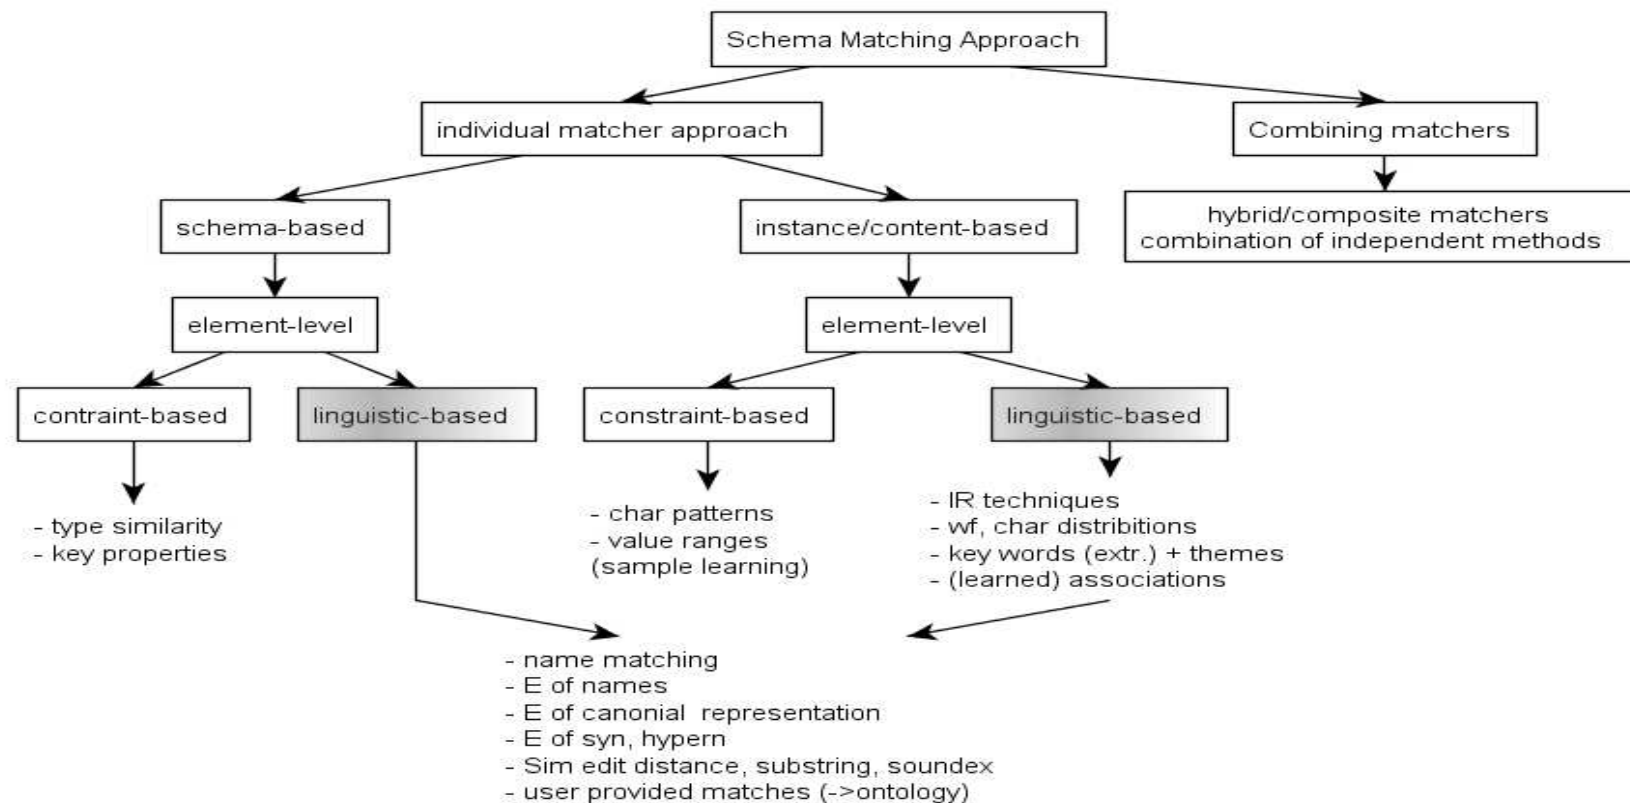 Schema Matching Approach
individual matcher approach
Combining matchers
schema-based
instance/content-based
hybrid/composite matchers
combination of independent methods
element-level
element-level
contraint-based
linguistic-based
constraint-based
linguistic-based
- type similarity
- key properties
- char patterns
- value ranges
(sample learning)
- IR techniques
- wf, char distribitions
- key words (extr.) + themes
- (learned) associations
- name matching
- E of names
- E of canonial representation
- E of syn, hypern
- Sim edit distance, substring, soundex
- user provided matches (->ontology)